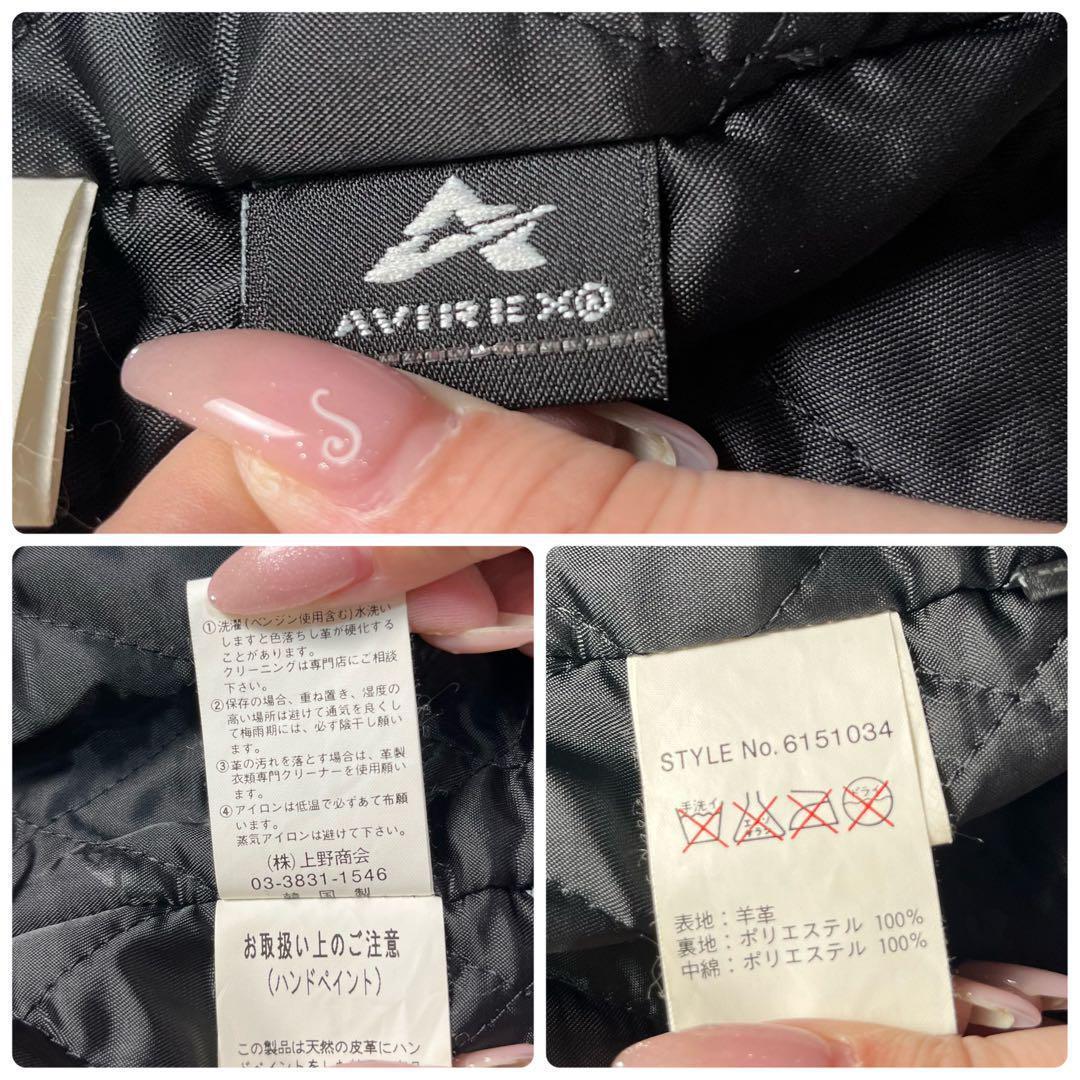 AVIREX®
①洗濯(ベンジン使用含む)水洗い
しますと色落ちし革が硬化する
ことがあります。
クリーニングは専門店にご相談
下さい。
②保存の場合、重ね置き、湿度の
高い場所は避けて通気を良くし
て梅雨期には、必ず陰干し願い
ます。
③革の汚れを落とす場合は、革製
衣類専門クリーナーを使用願い
ます。
④アイロンは低温で必ずあて布願
います。
蒸気アイロンは避けて下さい。
(株)上野商会
03-3831-1546
韓国製
お取扱い上のご注意
(ハンドペイント)
この製品は天然の皮革にハン
STYLE No. 6151034
手洗イ
エンソ
サラシ
ドライ
表地:羊革
裏地:ポリエステル 100%
中綿:ポリエステル 100%